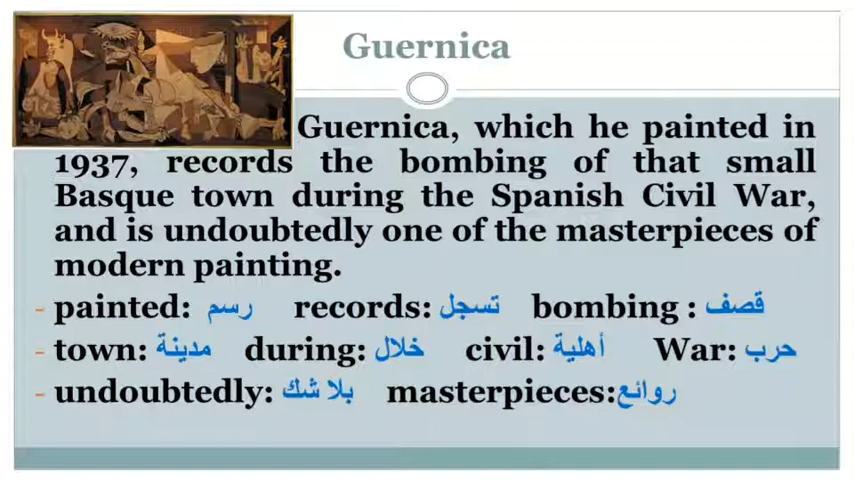 Guernica
Guernica, which he painted in
1937, records the bombing of that small
Basque town during the Spanish Civil War,
and is undoubtedly one of the masterpieces of
modern painting.
- painted: رسم records: تسجل bombing : قصف
- town: مدينة during: خلال civil: أهلية War: حرب
- undoubtedly: بلا شك masterpieces:روائع